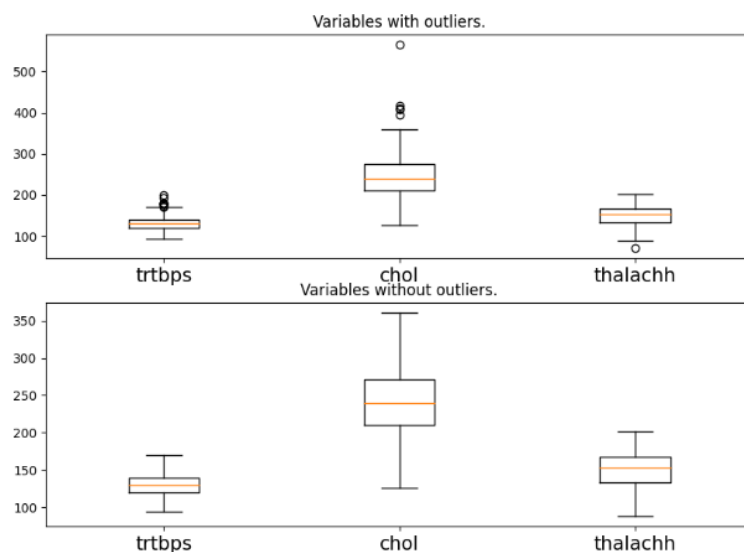 Variables with outliers.
500
400
300
200
100
trtbps chol thalachh
Variables without outliers.
350
300
250
200
150
100
trtbps chol thalachh